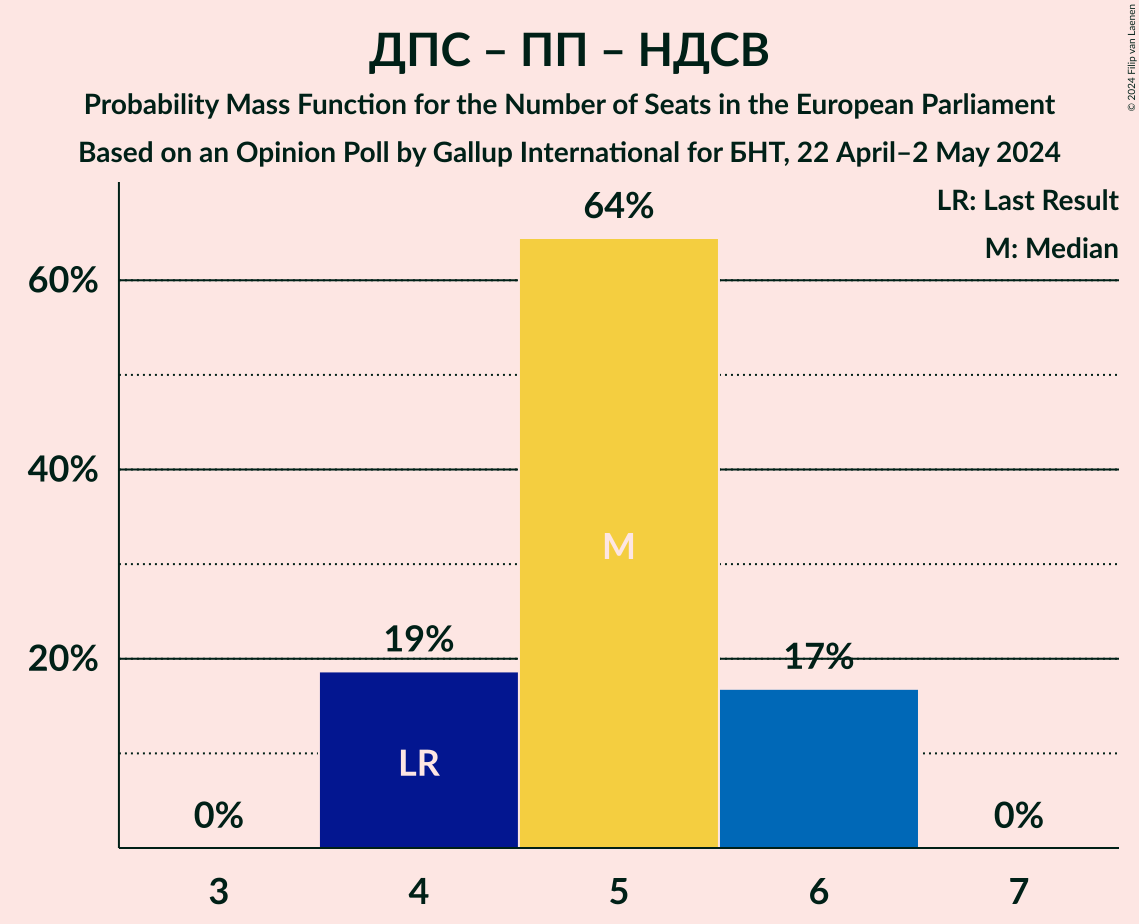 ДПС – ПП – НДСВ
Probability Mass Function for the Number of Seats in the European Parliament
Based on an Opinion Poll by Gallup International for БНТ, 22 April–2 May 2024
© 2024 Filip van Laenen
LR: Last Result
M: Median
64%
60%
40%
M
19%
17%
20%
LR
0%
0%
3 4 5 6 7